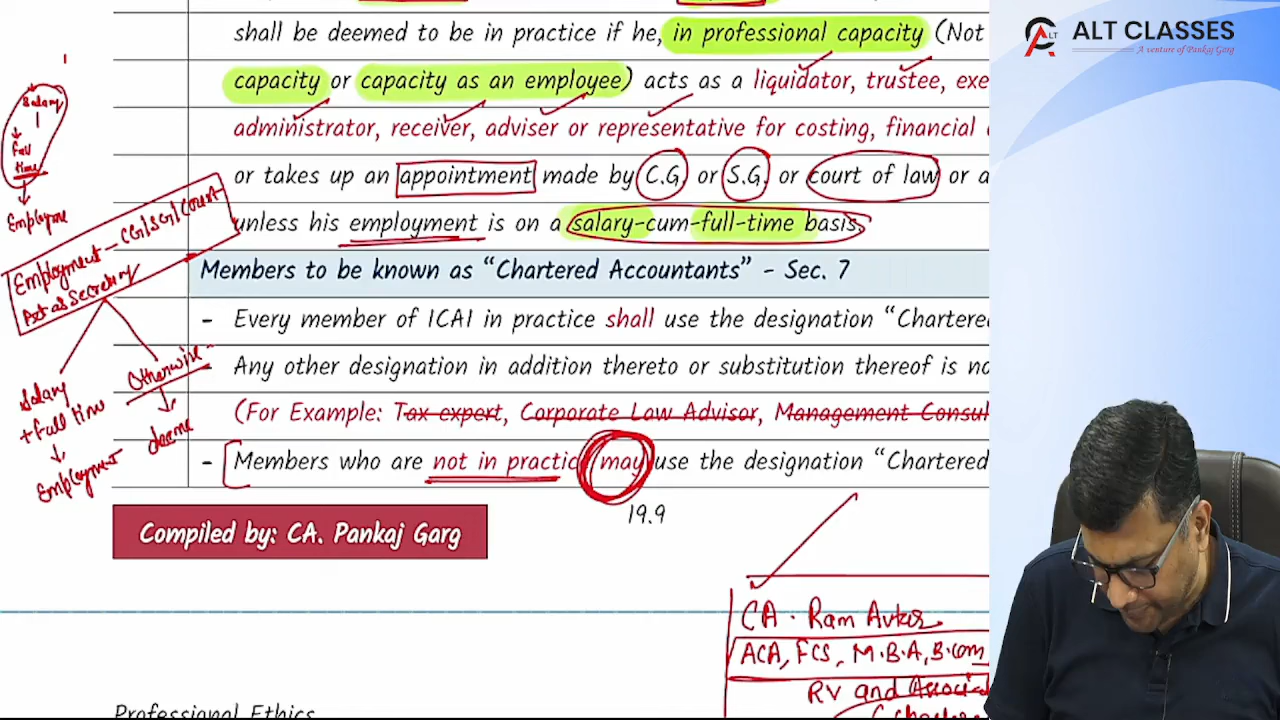 ALT CLASSES
A venture of Pankaj Garg
shall be deemed to be in practice if he, in professional capacity (Not
capacity or capacity as an employee) acts as a liquidator, trustee, exe
administrator, receiver, adviser or representative for costing, financial
or takes up an appointment made by C.G. or S.G. or court of law or a
unless his employment is on a salary-cum-full-time basis.
Members to be known as “Chartered Accountants” - Sec. 7
- Every member of ICAI in practice shall use the designation “Chartered
Any other designation in addition thereto or substitution thereof is no
(For Example: Tax expert, Corporate Law Advisor, Management Consul
- Members who are not in practice may use the designation “Chartered
19.9
Compiled by: CA. Pankaj Garg
Professional Ethics
Salary
full
time
Employee
Employment – CG/SG/Court
Act as Secretary
Salary
+full time
Employment
Otherwise
deeme
CA. Ram Avtar
ACA, FCS, M.B.A, B.com
RV and Associa